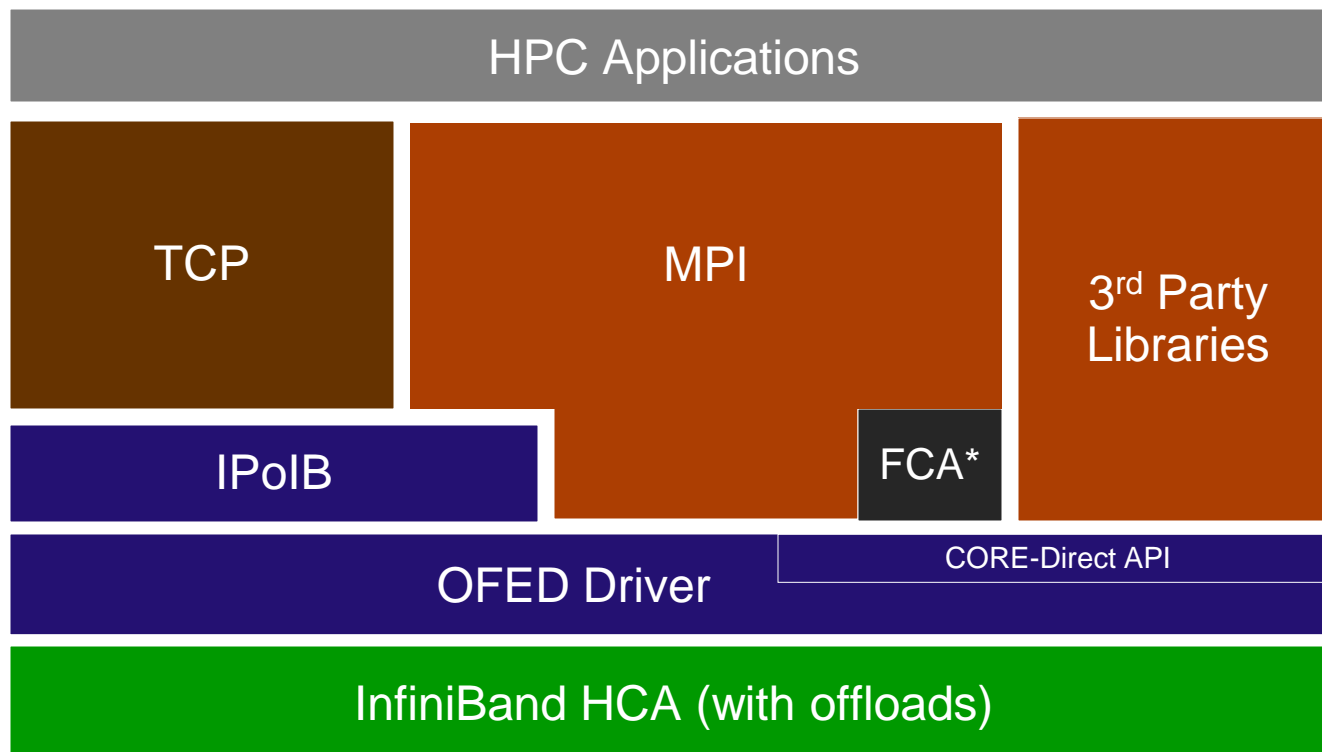 HPC Applications
TCP
MPI
3rd Party
Libraries
IPoIB
FCA*
CORE-Direct API
OFED Driver
InfiniBand HCA (with offloads)